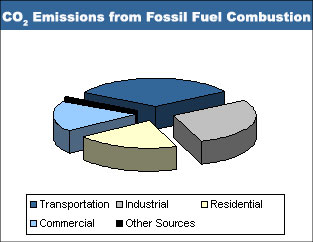 CO₂ Emissions from Fossil Fuel Combustion
Transportation Industrial Residential
Commercial Other Sources